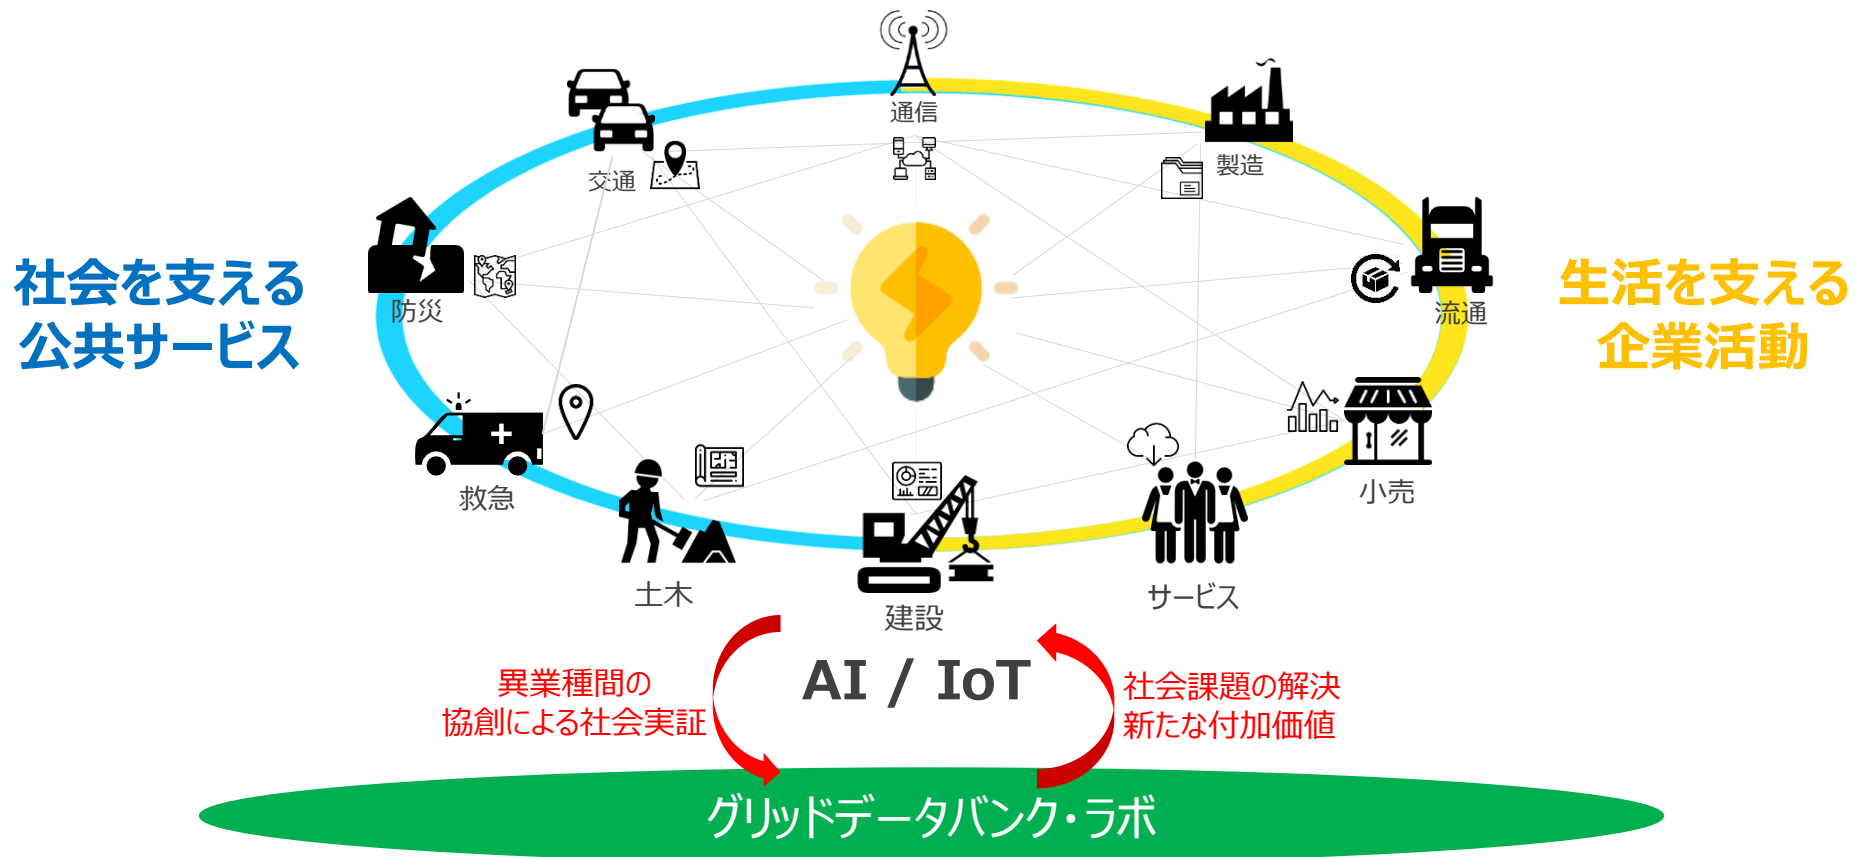 通信
交通
製造
防災
流通
社会を支える
公共サービス
生活を支える
企業活動
救急
小売
土木
建設
サービス
AI / IoT
異業種間の
協創による社会実証
社会課題の解決
新たな付加価値
グリッドデータバンク・ラボ